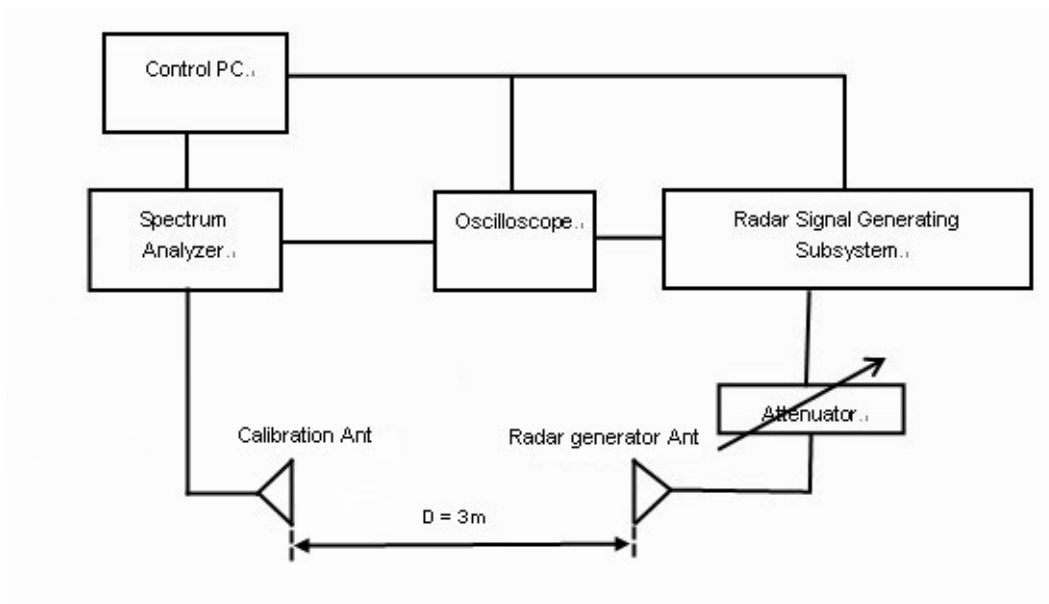 Control PC
Spectrum
Analyzer
Oscilloscope
Radar Signal Generating
Subsystem
Attenuator
Calibration Ant
Radar generator Ant
D = 3m